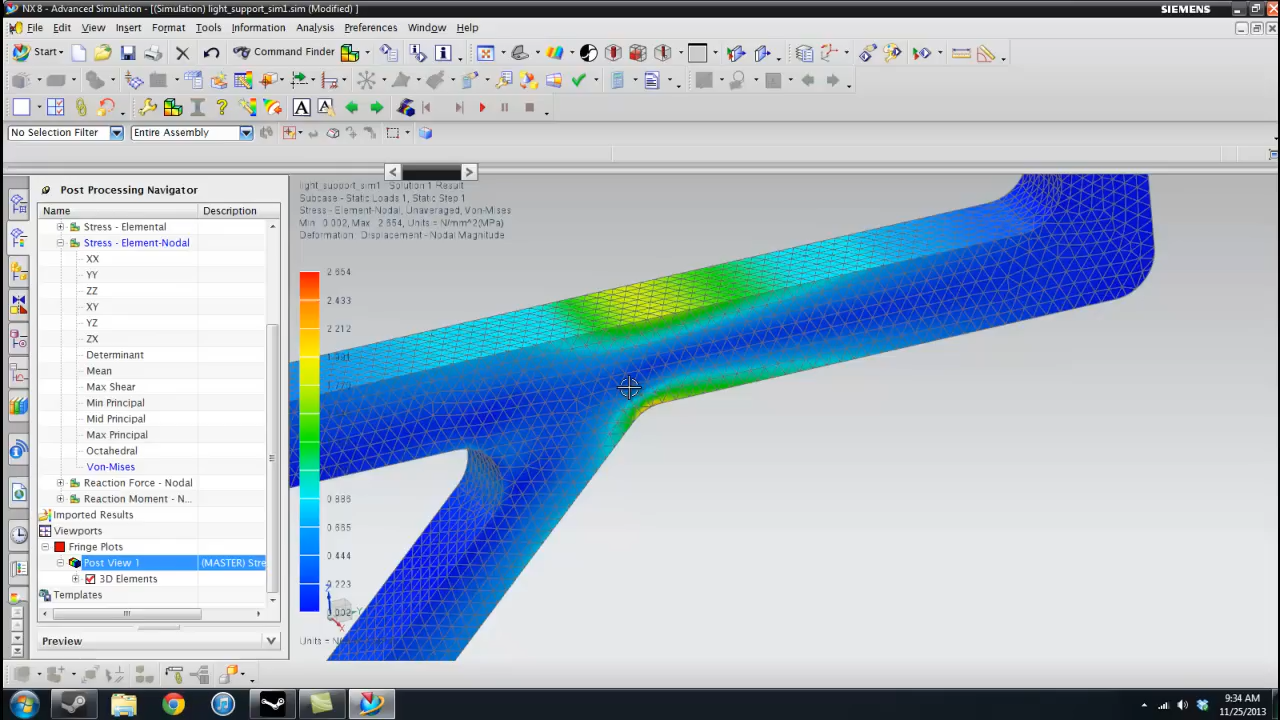 NX 8 - Advanced Simulation - [(Simulation) light_support_sim1.sim (Modified) ]
SIEMENS
File Edit View Insert Format Tools Information Analysis Preferences Window Help
Start Command Finder
No Selection Filter Entire Assembly
Post Processing Navigator
Name Description
Stress - Elemental
Stress - Element-Nodal
XX
YY
ZZ
XY
YZ
ZX
Determinant
Mean
Max Shear
Min Principal
Mid Principal
Max Principal
Octahedral
Von-Mises
Reaction Force - Nodal
Reaction Moment - N...
Imported Results
Viewports
Fringe Plots
Post View 1 (MASTER) Stre
3D Elements
Templates
Preview
light_support_sim1 : Solution 1 Result
Subcase - Static Loads 1, Static Step 1
Stress - Element-Nodal, Unaveraged, Von-Mises
Min : 0.002, Max : 2.654, Units = N/mm^2(MPa)
Deformation : Displacement - Nodal Magnitude
2.654
2.433
2.212
0.665
0.444
0.223
0.002
Units =
9:34 AM
11/25/2013